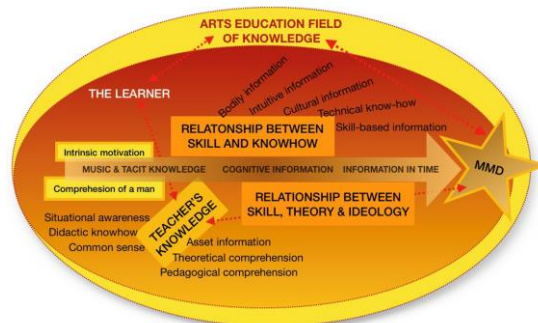 ARTS EDUCATION FIELD
OF KNOWLEDGE
THE LEARNER
Bodily information
Intuitive information
Cultural information
Technical know-how
Skill-based information
RELATONSHIP BETWEEN
SKILL AND KNOWHOW
Intrinsic motivation
MUSIC & TACIT KNOWLEDGE COGNITIVE INFORMATION INFORMATION IN TIME
MMD
Comprehesion of a man
RELATIONSHIP BETWEEN
SKILL, THEORY & IDEOLOGY
TEACHER'S
KNOWLEDGE
Situational awareness
Didactic knowhow
Common sense
Asset information
Theoretical comprehension
Pedagogical comprehension